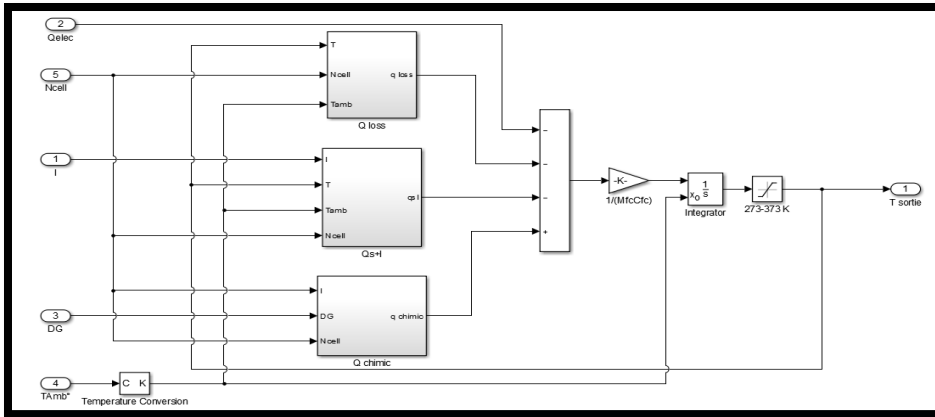 2
Qelec
5
Ncell
1
I
3
DG
4
TAmb"
C K
Temperature Conversion
T
Ncell
Tamb
q loss
Q loss
I
T
Tamb
Ncell
qsl
Qs+l
I
DG
Ncell
q chimic
Q chimic
−
−
−
+
-K-
1/(MfcCfc)
x0
1
s
Integrator
273-373 K
1
T sortie